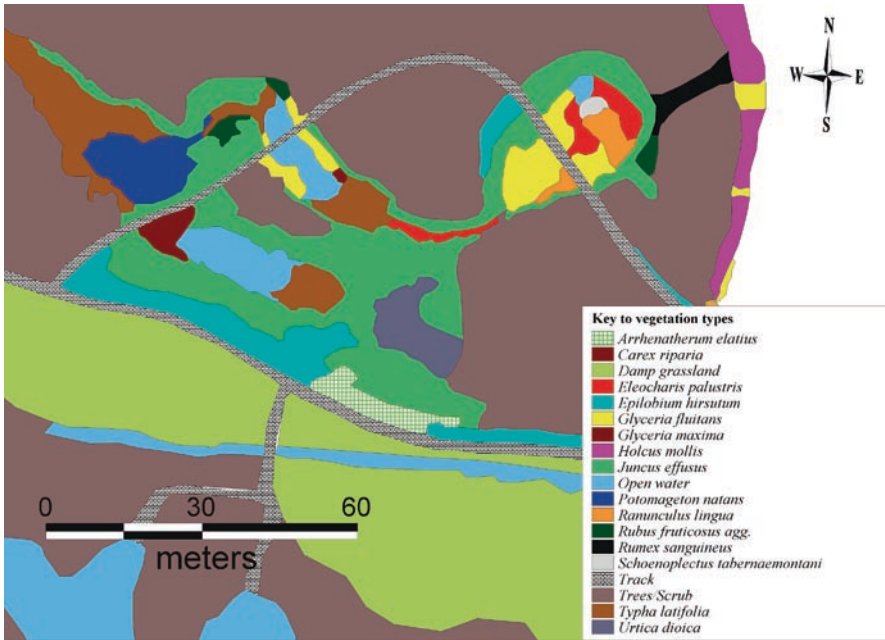 N
W E
S
Key to vegetation types
Arrhenatherum elatius
Carex riparia
Damp grassland
Eleocharis palustris
Epilobium hirsutum
Glyceria fluitans
Glyceria maxima
Holcus mollis
Juncus effusus
Open water
Potomageton natans
Ranunculus lingua
Rubus fruticosus agg.
Rumex sanguineus
Schoenoplectus tabernaemontani
Track
Trees/Scrub
Typha latifolia
Urtica dioica
0 30 60
meters